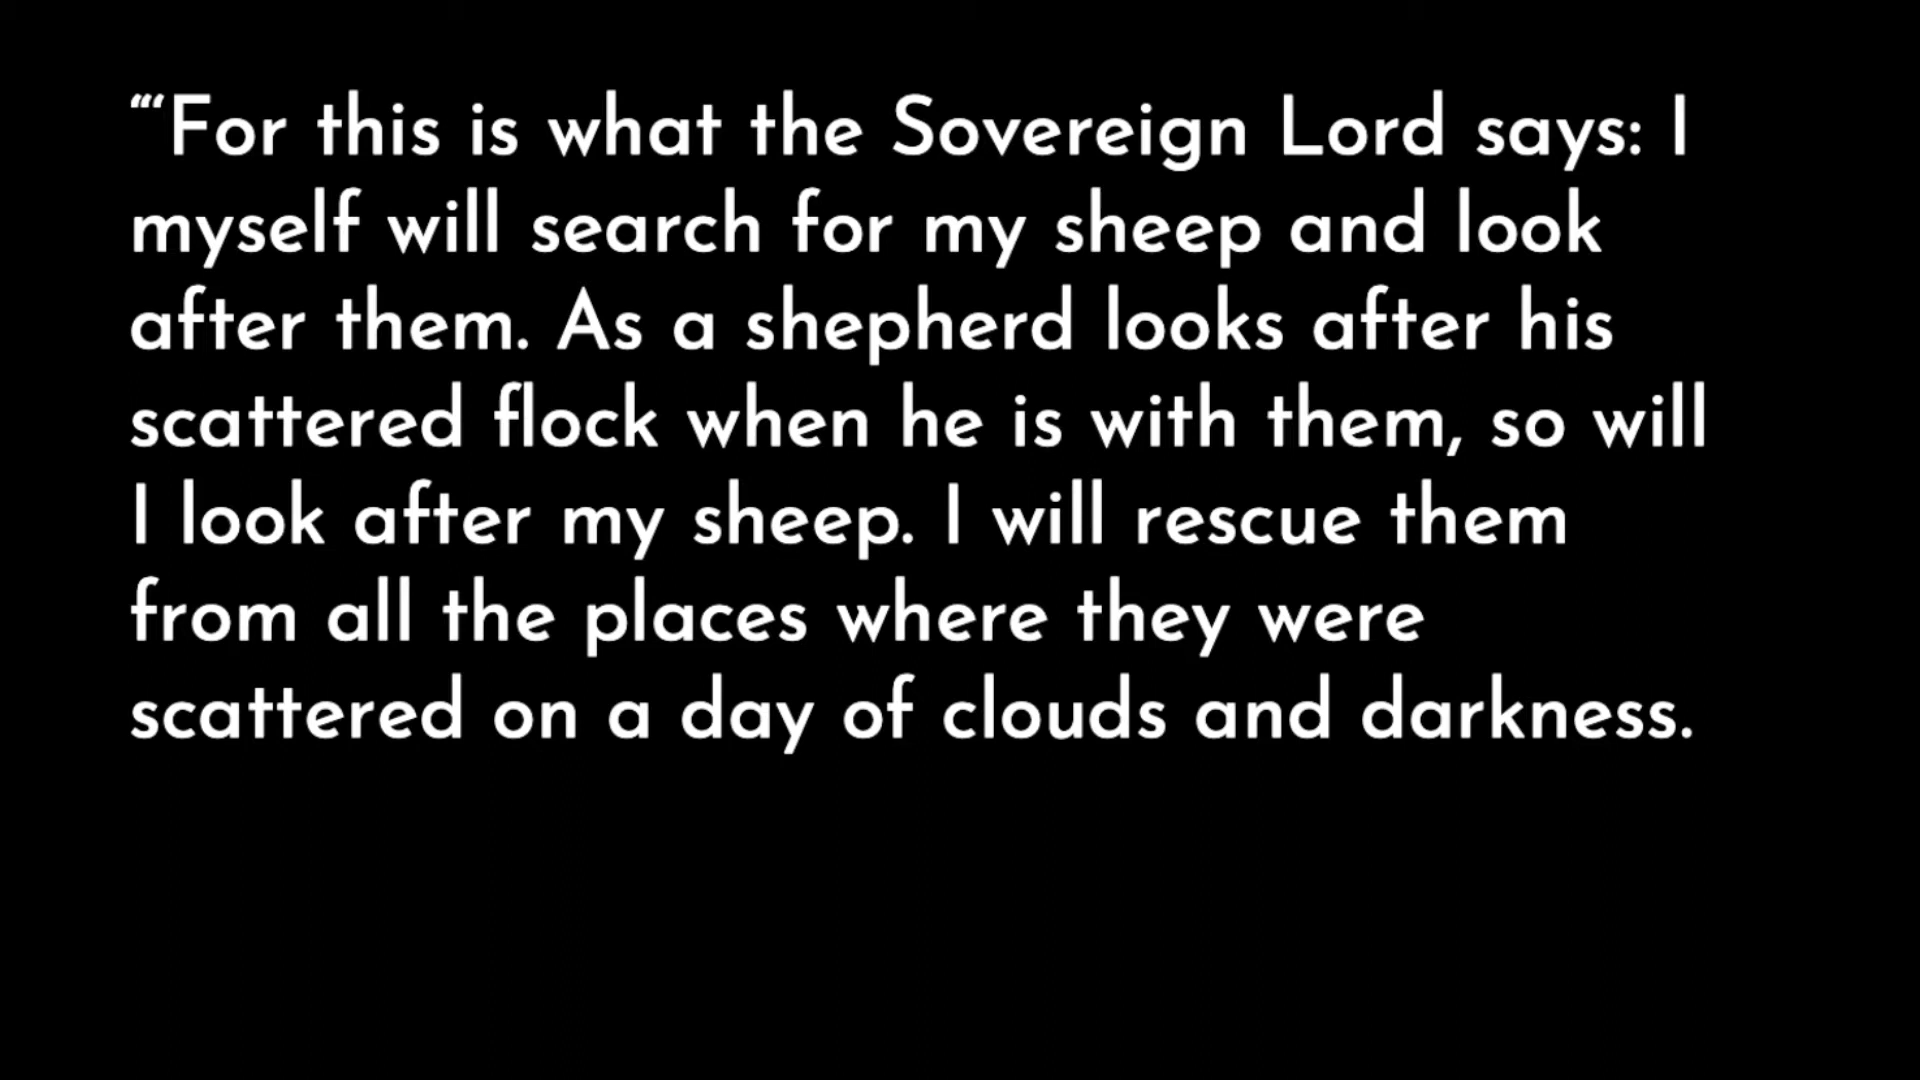 “‘For this is what the Sovereign Lord says: I
myself will search for my sheep and look
after them. As a shepherd looks after his
scattered flock when he is with them, so will
I look after my sheep. I will rescue them
from all the places where they were
scattered on a day of clouds and darkness.